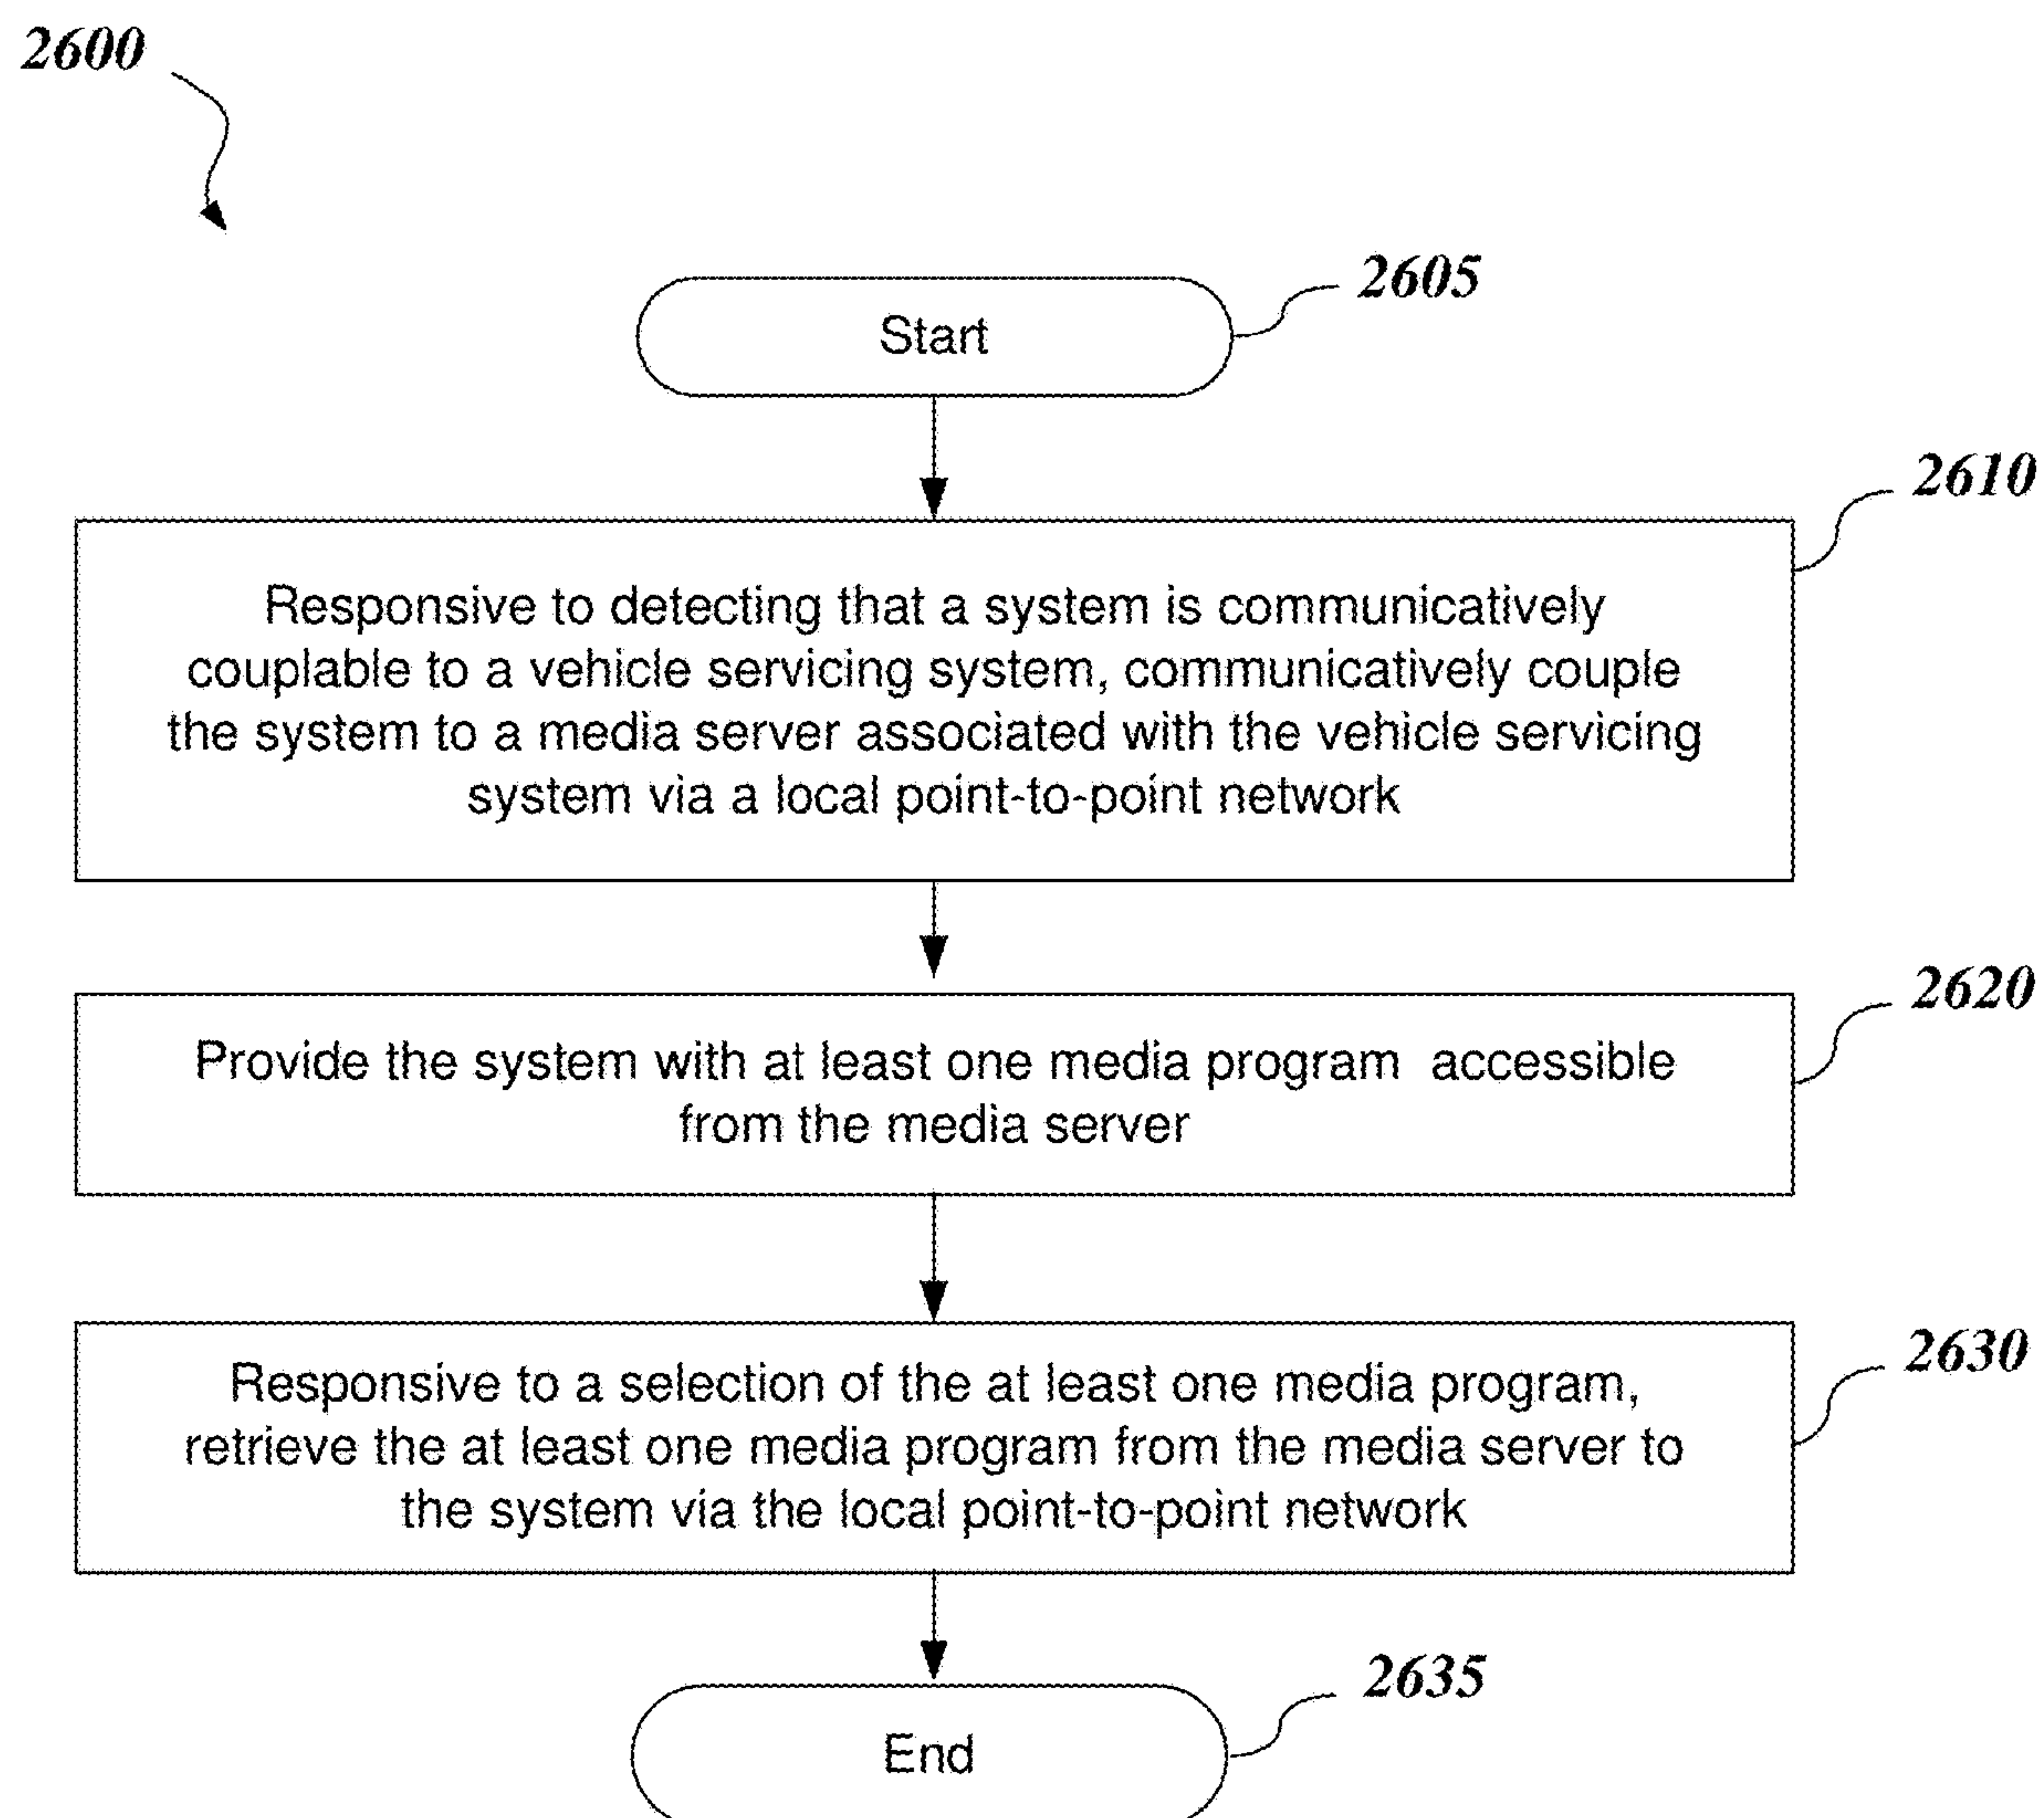 2600
2605
Start
2610
Responsive to detecting that a system is communicatively
couplable to a vehicle servicing system, communicatively couple
the system to a media server associated with the vehicle servicing
system via a local point-to-point network
2620
Provide the system with at least one media program accessible
from the media server
2630
Responsive to a selection of the at least one media program,
retrieve the at least one media program from the media server to
the system via the local point-to-point network
2635
End